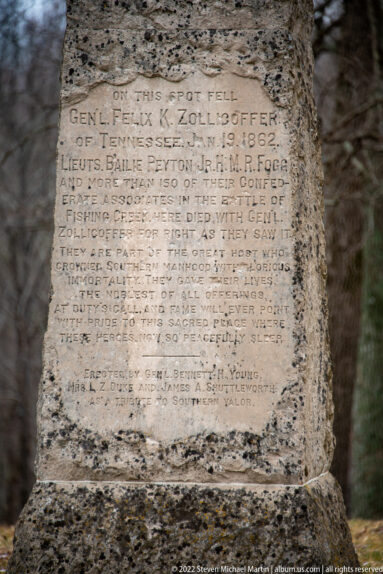 ON THIS SPOT FELL
GENL. FELIX K. ZOLLICOFFER
OF TENNESSEE, JAN. 19. 1862.
LIEUTS. BAILIE PEYTON JR. H. M. R. FOGG
AND MORE THAN 150 OF THEIR CONFED-
ERATE ASSOCIATES IN THE BATTLE OF
FISHING CREEK, HERE DIED WITH GEN'L.
ZOLLICOFFER FOR RIGHT AS THEY SAW IT.
THEY ARE PART OF THE GREAT HOST WHO
CROWNED SOUTHERN MANHOOD WITH GLORIOUS
IMMORTALITY. THEY GAVE THEIR LIVES,
THE NOBLEST OF ALL OFFERINGS,
AT DUTY'S CALL, AND FAME WILL EVER POINT
WITH PRIDE TO THIS SACRED PLACE WHERE
THESE HEROES NOW SO PEACEFULLY SLEEP.
ERECTED BY GENL. BENNETT. H. YOUNG,
MRS. L. Z. DUKE AND JAMES A. SHUTTLEWORTH
AS A TRIBUTE TO SOUTHERN VALOR.
© 2022 Steven Michael Martin | album.us | all rights reserved